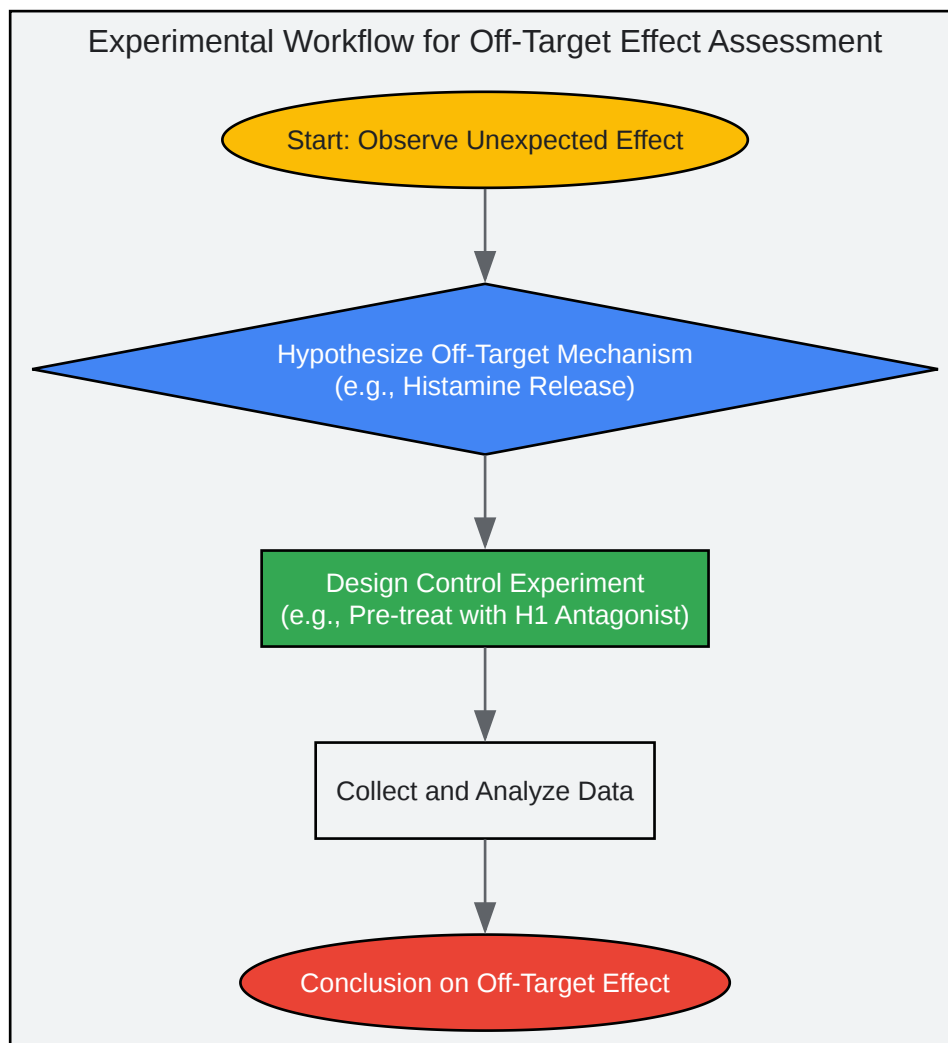 Experimental Workflow for Off-Target Effect Assessment
Start: Observe Unexpected Effect
Hypothesize Off-Target Mechanism
(e.g., Histamine Release)
Design Control Experiment
(e.g., Pre-treat with H1 Antagonist)
Collect and Analyze Data
Conclusion on Off-Target Effect